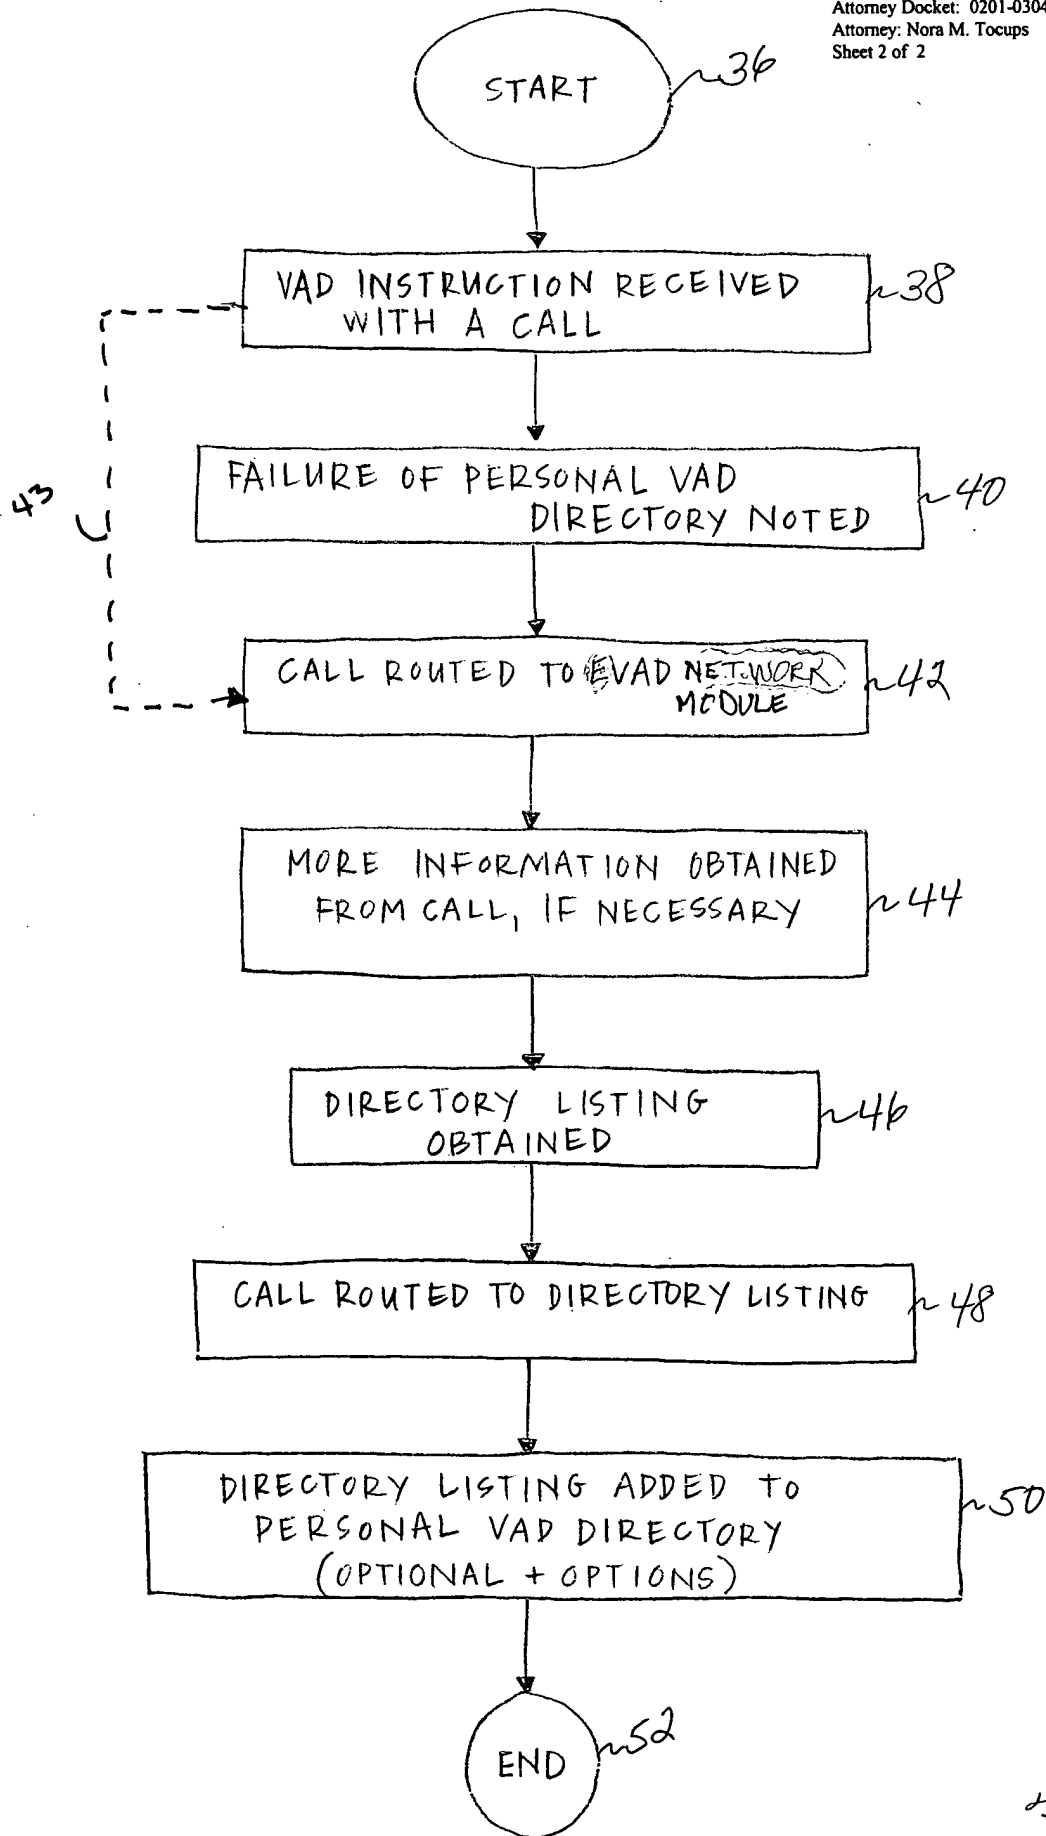 Attorney Docket: 0201-0304
Attorney: Nora M. Tocups
Sheet 2 of 2
START
36
VAD INSTRUCTION RECEIVED
WITH A CALL
38
FAILURE OF PERSONAL VAD
DIRECTORY NOTED
40
43
CALL ROUTED TO EVAD NETWORK
MODULE
42
MORE INFORMATION OBTAINED
FROM CALL, IF NECESSARY
44
DIRECTORY LISTING
OBTAINED
46
CALL ROUTED TO DIRECTORY LISTING
48
DIRECTORY LISTING ADDED TO
PERSONAL VAD DIRECTORY
(OPTIONAL + OPTIONS)
50
END
52